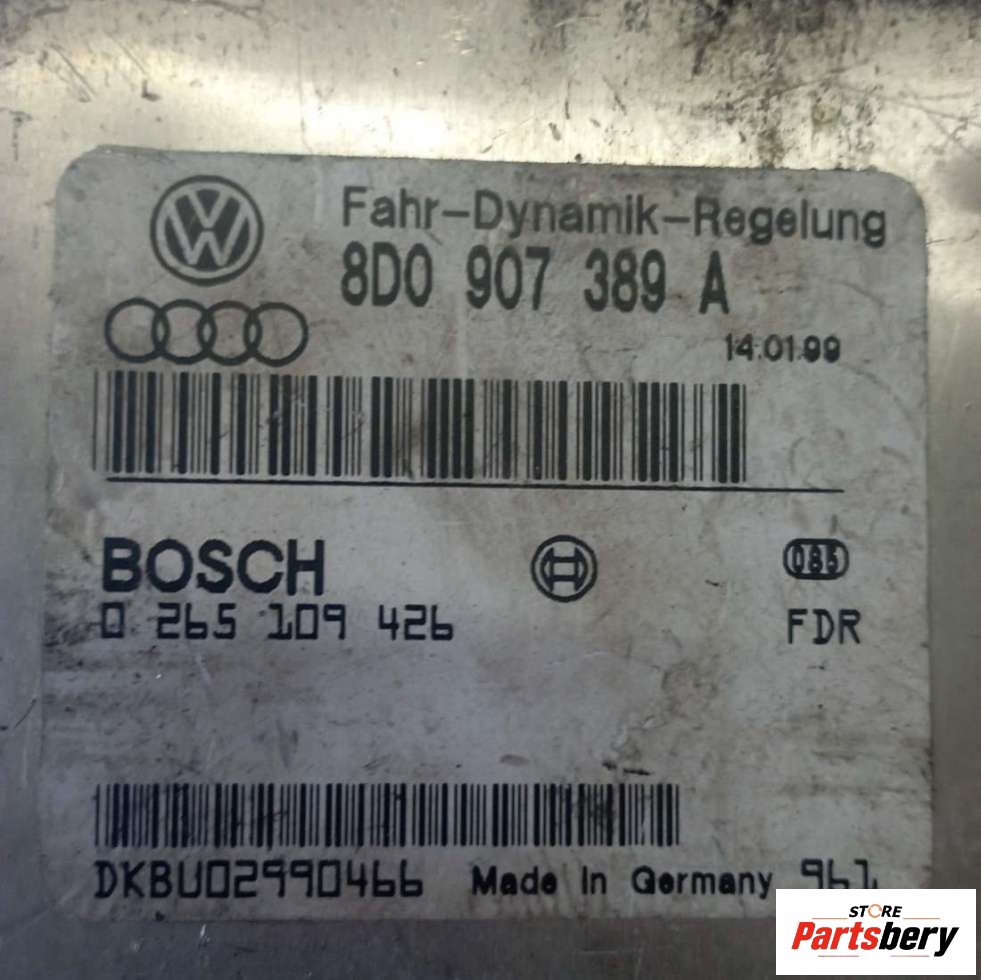 Fahr-Dynamik-Regelung
8D0 907 389 A
14.01.99
BOSCH
085
0 265 109 426
FDR
DKBU02990466 Made In Germany 961
STORE
Partsbery